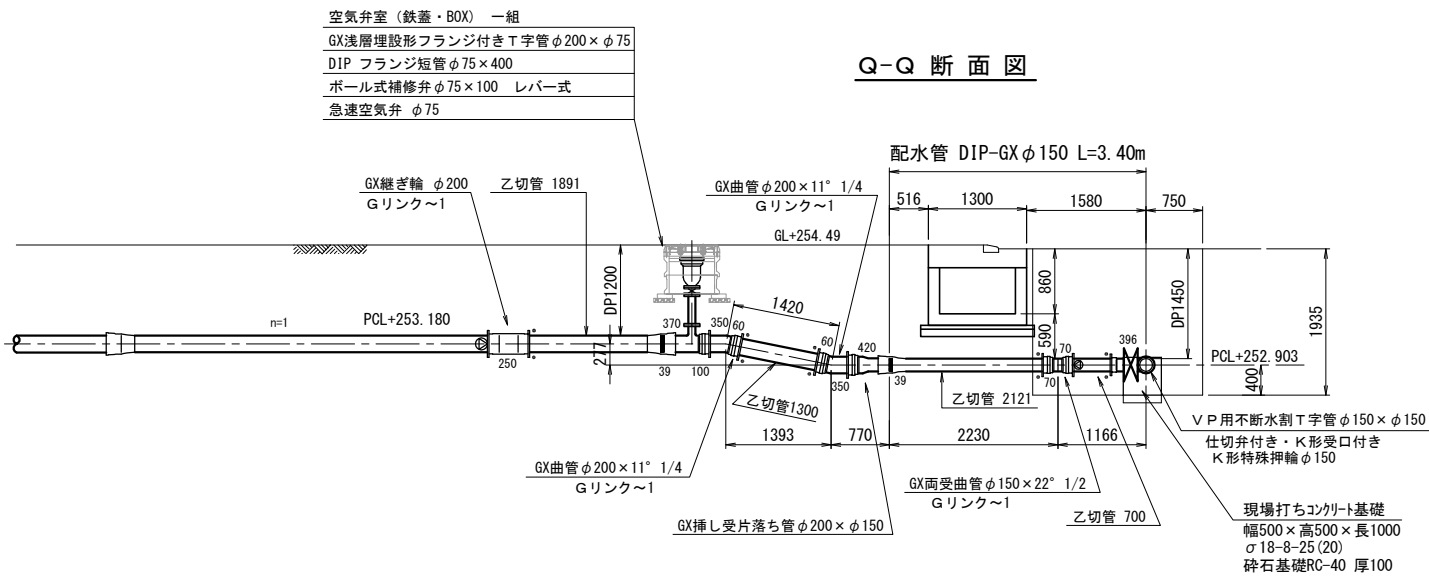 空気弁室（鉄蓋・BOX） 一組
GX浅層埋設形フランジ付きT字管φ200×φ75
DIP フランジ短管φ75×400
ボール式補修弁φ75×100 レバー式
急速空気弁 φ75
Q-Q 断 面 図
配水管 DIP-GXφ150 L=3.40m
GX継ぎ輪 φ200
Gリンク～1
乙切管 1891
GX曲管φ200×11° 1/4
Gリンク～1
516
1300
1580
750
GL+254.49
DP1200
860
590
DP1450
1935
1420
n=1
PCL+253.180
370
350
60
277
60
420
70
396
PCL+252.903
250
39
100
350
39
70
400
乙切管1300
乙切管 2121
1393
770
2230
1166
VP用不断水割T字管φ150×φ150
仕切弁付き・K形受口付き
K形特殊押輪φ150
GX曲管φ200×11° 1/4
Gリンク～1
GX両受曲管φ150×22° 1/2
Gリンク～1
GX挿し受片落ち管φ200×φ150
乙切管 700
現場打ちｺﾝｸﾘｰﾄ基礎
幅500×高500×長1000
σ18-8-25(20)
砕石基礎RC-40 厚100